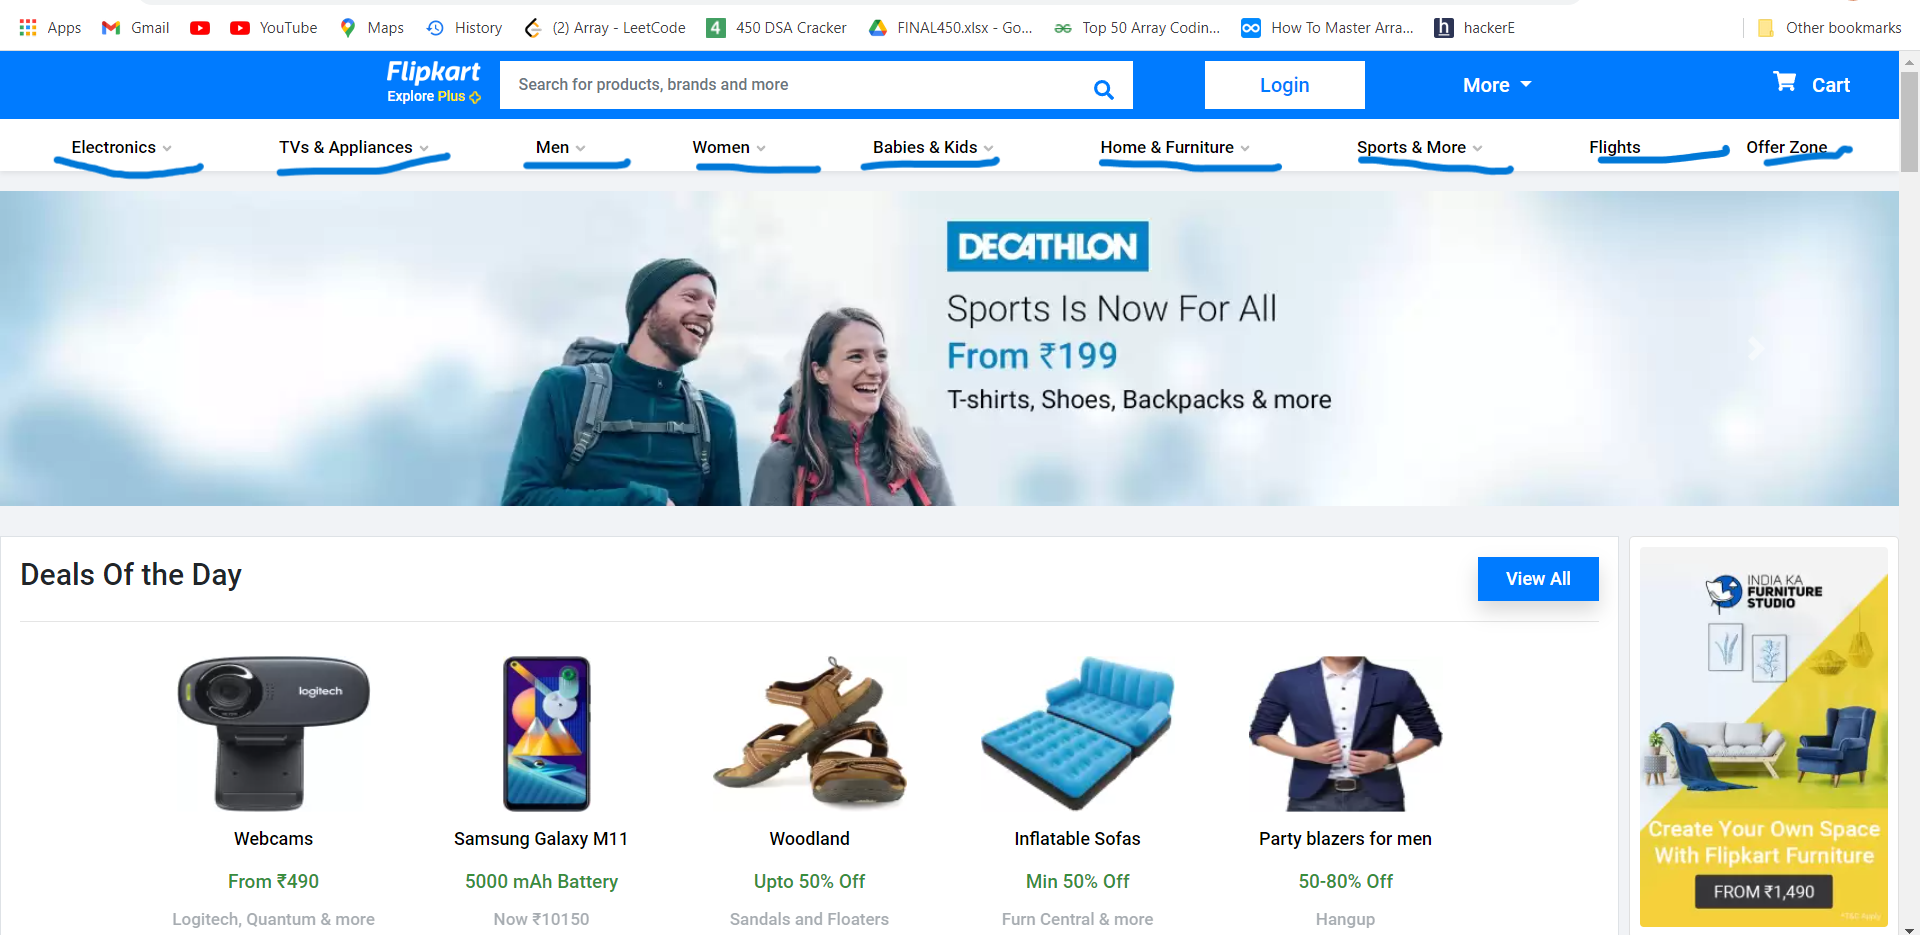 Apps Gmail YouTube Maps History (2) Array - LeetCode 4 450 DSA Cracker FINAL450.xlsx - Go... Top 50 Array Codin... How To Master Arra... h hackerE Other bookmarks
Flipkart
Explore Plus
Search for products, brands and more
Login
More
Cart
Electronics TVs & Appliances Men Women Babies & Kids Home & Furniture Sports & More Flights Offer Zone
DECATHLON
Sports Is Now For All
From ₹199
T-shirts, Shoes, Backpacks & more
Deals Of the Day
View All
logitech
Webcams
From ₹490
Logitech, Quantum & more
Samsung Galaxy M11
5000 mAh Battery
Now ₹10150
Woodland
Upto 50% Off
Sandals and Floaters
Inflatable Sofas
Min 50% Off
Furn Central & more
Party blazers for men
50-80% Off
Hangup
INDIA KA
FURNITURE
STUDIO
Create Your Own Space
With Flipkart Furniture
FROM ₹1,490
*T&C Apply